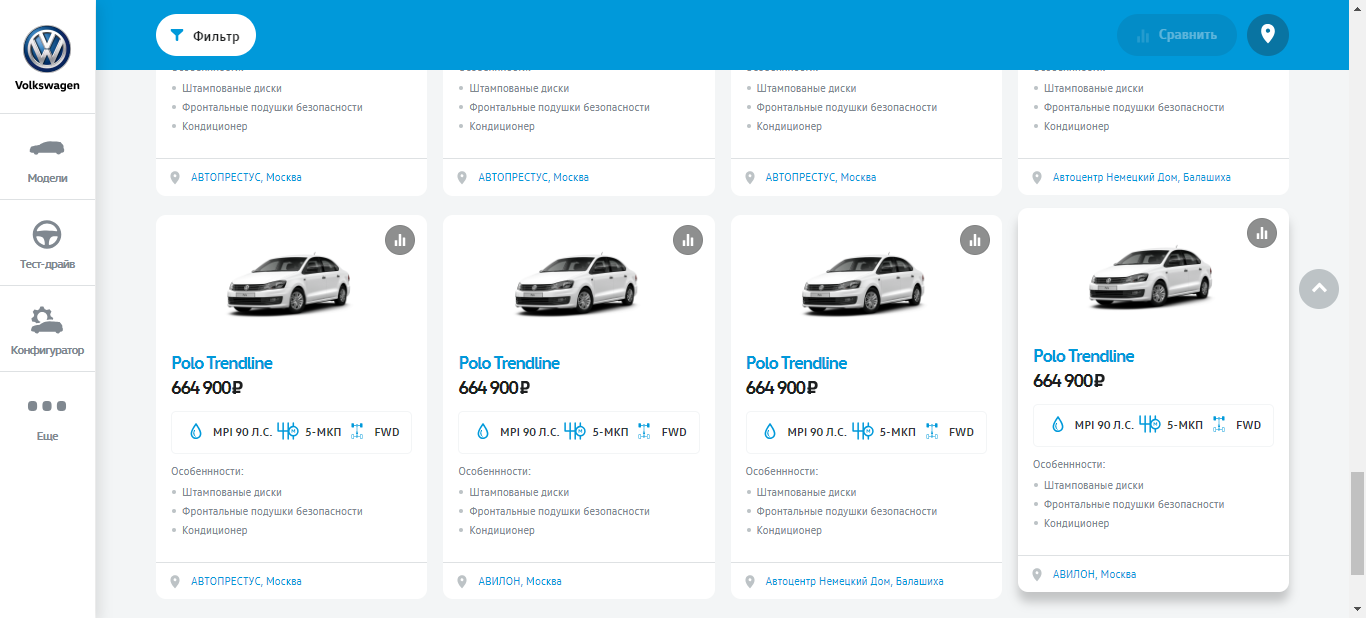 Volkswagen
Модели
Тест-драйв
Конфигуратор
Еще
Фильтр
Сравнить
Штампованые диски
Фронтальные подушки безопасности
Кондиционер
АВТОПРЕСТУС, Москва
Штампованые диски
Фронтальные подушки безопасности
Кондиционер
АВТОПРЕСТУС, Москва
Штампованые диски
Фронтальные подушки безопасности
Кондиционер
АВТОПРЕСТУС, Москва
Штампованые диски
Фронтальные подушки безопасности
Кондиционер
Автоцентр Немецкий Дом, Балашиха
Polo Trendline
664 900₽
MPI 90 Л.С. 5-МКП FWD
Особеннности:
Штампованые диски
Фронтальные подушки безопасности
Кондиционер
АВТОПРЕСТУС, Москва
Polo Trendline
664 900₽
MPI 90 Л.С. 5-МКП FWD
Особеннности:
Штампованые диски
Фронтальные подушки безопасности
Кондиционер
АВИЛОН, Москва
Polo Trendline
664 900₽
MPI 90 Л.С. 5-МКП FWD
Особеннности:
Штампованые диски
Фронтальные подушки безопасности
Кондиционер
Автоцентр Немецкий Дом, Балашиха
Polo Trendline
664 900₽
MPI 90 Л.С. 5-МКП FWD
Особеннности:
Штампованые диски
Фронтальные подушки безопасности
Кондиционер
АВИЛОН, Москва